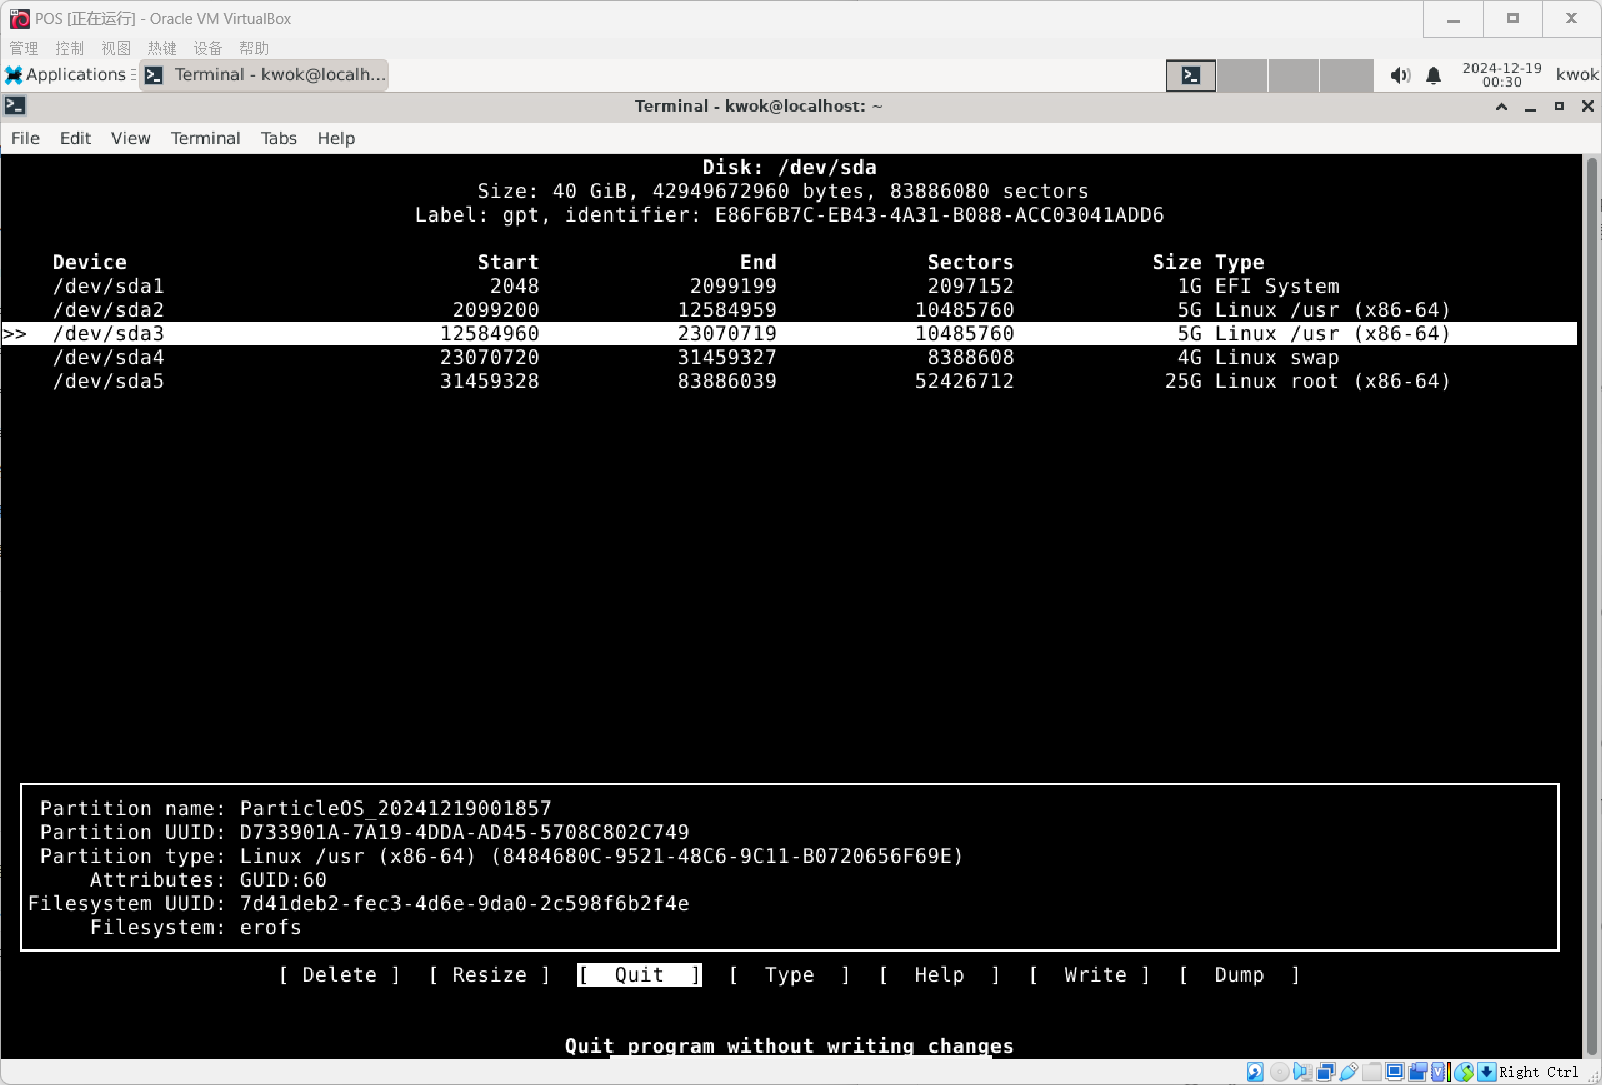 POS [正在运行] - Oracle VM VirtualBox
管理 控制 视图 热键 设备 帮助
Applications Terminal - kwok@localh... 2024-12-19 00:30 kwok
Terminal - kwok@localhost: ~
File Edit View Terminal Tabs Help
Disk: /dev/sda
Size: 40 GiB, 42949672960 bytes, 83886080 sectors
Label: gpt, identifier: E86F6B7C-EB43-4A31-B088-ACC03041ADD6
Device Start End Sectors Size Type
/dev/sda1 2048 2099199 2097152 1G EFI System
/dev/sda2 2099200 12584959 10485760 5G Linux /usr (x86-64)
>> /dev/sda3 12584960 23070719 10485760 5G Linux /usr (x86-64)
/dev/sda4 23070720 31459327 8388608 4G Linux swap
/dev/sda5 31459328 83886039 52426712 25G Linux root (x86-64)
Partition name: ParticleOS_20241219001857
Partition UUID: D733901A-7A19-4DDA-AD45-5708C802C749
Partition type: Linux /usr (x86-64) (8484680C-9521-48C6-9C11-B0720656F69E)
Attributes: GUID:60
Filesystem UUID: 7d41deb2-fec3-4d6e-9da0-2c598f6b2f4e
Filesystem: erofs
[ Delete ] [ Resize ] [ Quit ] [ Type ] [ Help ] [ Write ] [ Dump ]
Quit program without writing changes
Right Ctrl